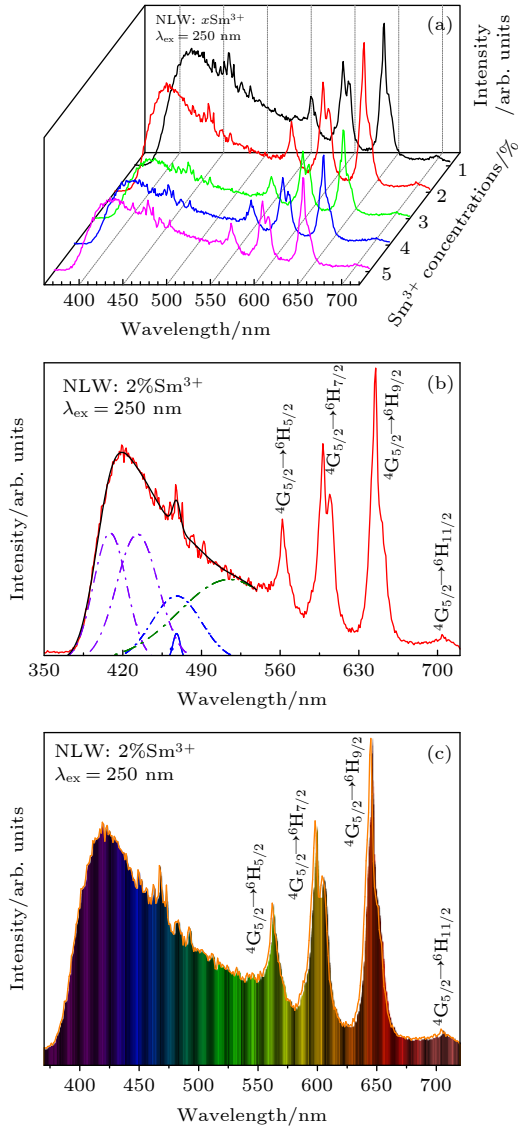 NLW: xSm³⁺
λex = 250 nm
(a)
Intensity
/arb. units
1
2
3
4
5
Sm³⁺ concentrations/%
400 450 500 550 600 650 700
Wavelength/nm
NLW: 2%Sm³⁺
λex = 250 nm
(b)
⁴G5/2→⁶H5/2
⁴G5/2→⁶H7/2
⁴G5/2→⁶H9/2
⁴G5/2→⁶H11/2
Intensity/arb. units
350 420 490 560 630 700
Wavelength/nm
NLW: 2%Sm³⁺
λex = 250 nm
(c)
⁴G5/2→⁶H5/2
⁴G5/2→⁶H7/2
⁴G5/2→⁶H9/2
⁴G5/2→⁶H11/2
Intensity/arb. units
400 450 500 550 600 650 700
Wavelength/nm